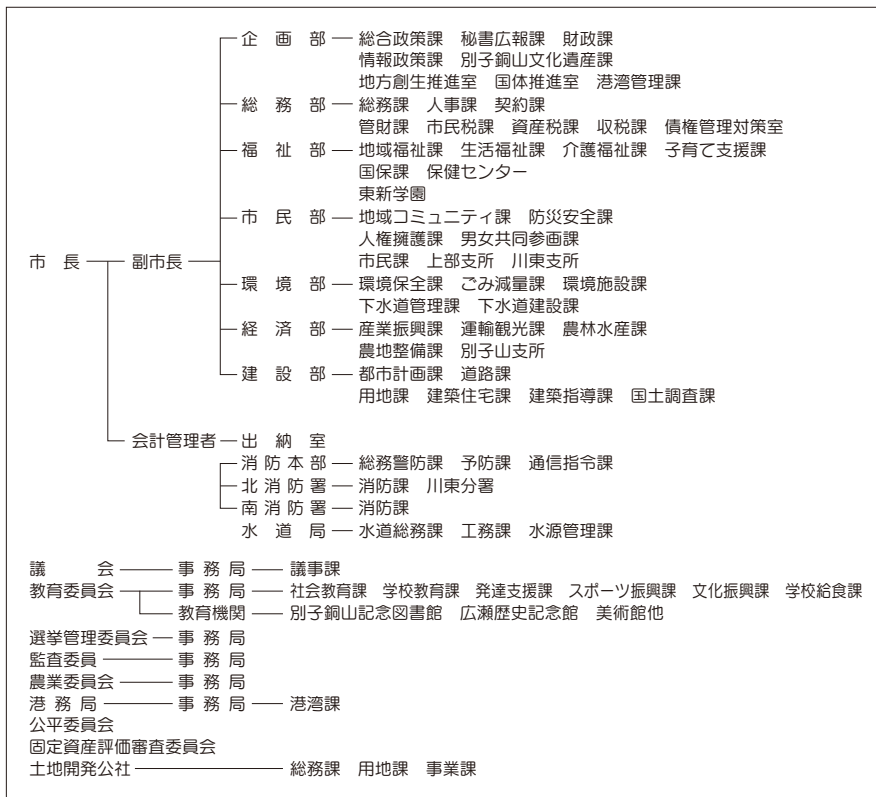 企画部 総合政策課 秘書広報課 財政課
情報政策課 別子銅山文化遺産課
地方創生推進室 国体推進室 港湾管理課
総務部 総務課 人事課 契約課
管財課 市民税課 資産税課 収税課 債権管理対策室
福祉部 地域福祉課 生活福祉課 介護福祉課 子育て支援課
国保課 保健センター
東新学園
市民部 地域コミュニティ課 防災安全課
人権擁護課 男女共同参画課
市長 副市長 市民課 上部支所 川東支所
環境部 環境保全課 ごみ減量課 環境施設課
下水道管理課 下水道建設課
経済部 産業振興課 運輸観光課 農林水産課
農地整備課 別子山支所
建設部 都市計画課 道路課
用地課 建築住宅課 建築指導課 国土調査課
会計管理者 出納室
消防本部 総務警防課 予防課 通信指令課
北消防署 消防課 川東分署
南消防署 消防課
水道局 水道総務課 工務課 水源管理課
議会 事務局 議事課
教育委員会 事務局 社会教育課 学校教育課 発達支援課 スポーツ振興課 文化振興課 学校給食課
教育機関 別子銅山記念図書館 広瀬歴史記念館 美術館他
選挙管理委員会 事務局
監査委員 事務局
農業委員会 事務局
港務局 事務局 港湾課
公平委員会
固定資産評価審査委員会
土地開発公社 総務課 用地課 事業課